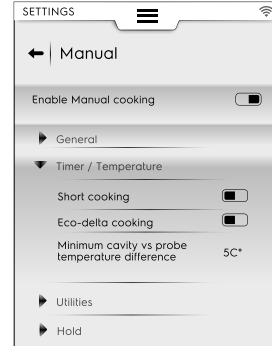 SETTINGS
Manual
Enable Manual cooking
General
Timer / Temperature
Short cooking
Eco-delta cooking
Minimum cavity vs probe
temperature difference
5C°
Utilities
Hold